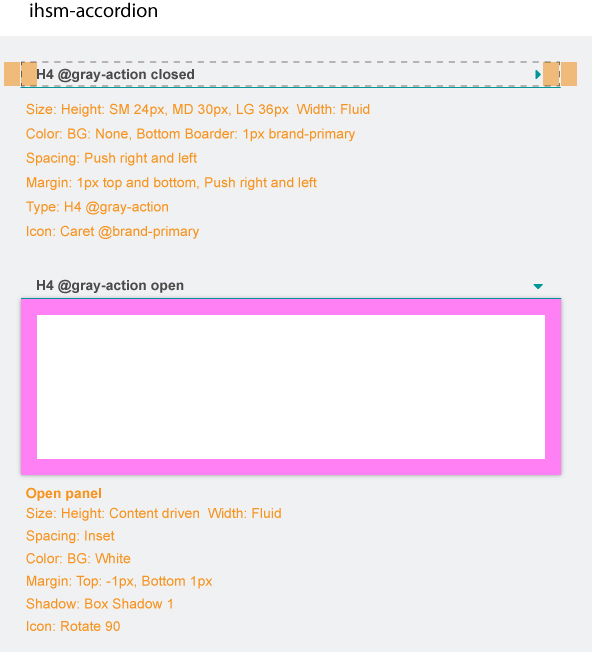 ihsm-accordion
H4 @gray-action closed
Size: Height: SM 24px, MD 30px, LG 36px  Width: Fluid
Color: BG: None, Bottom Boarder: 1px brand-primary
Spacing: Push right and left
Margin: 1px top and bottom, Push right and left
Type: H4 @gray-action
Icon: Caret @brand-primary
H4 @gray-action open
Open panel
Size: Height: Content driven  Width: Fluid
Spacing: Inset
Color: BG: White
Margin: Top: -1px, Bottom 1px
Shadow: Box Shadow 1
Icon: Rotate 90